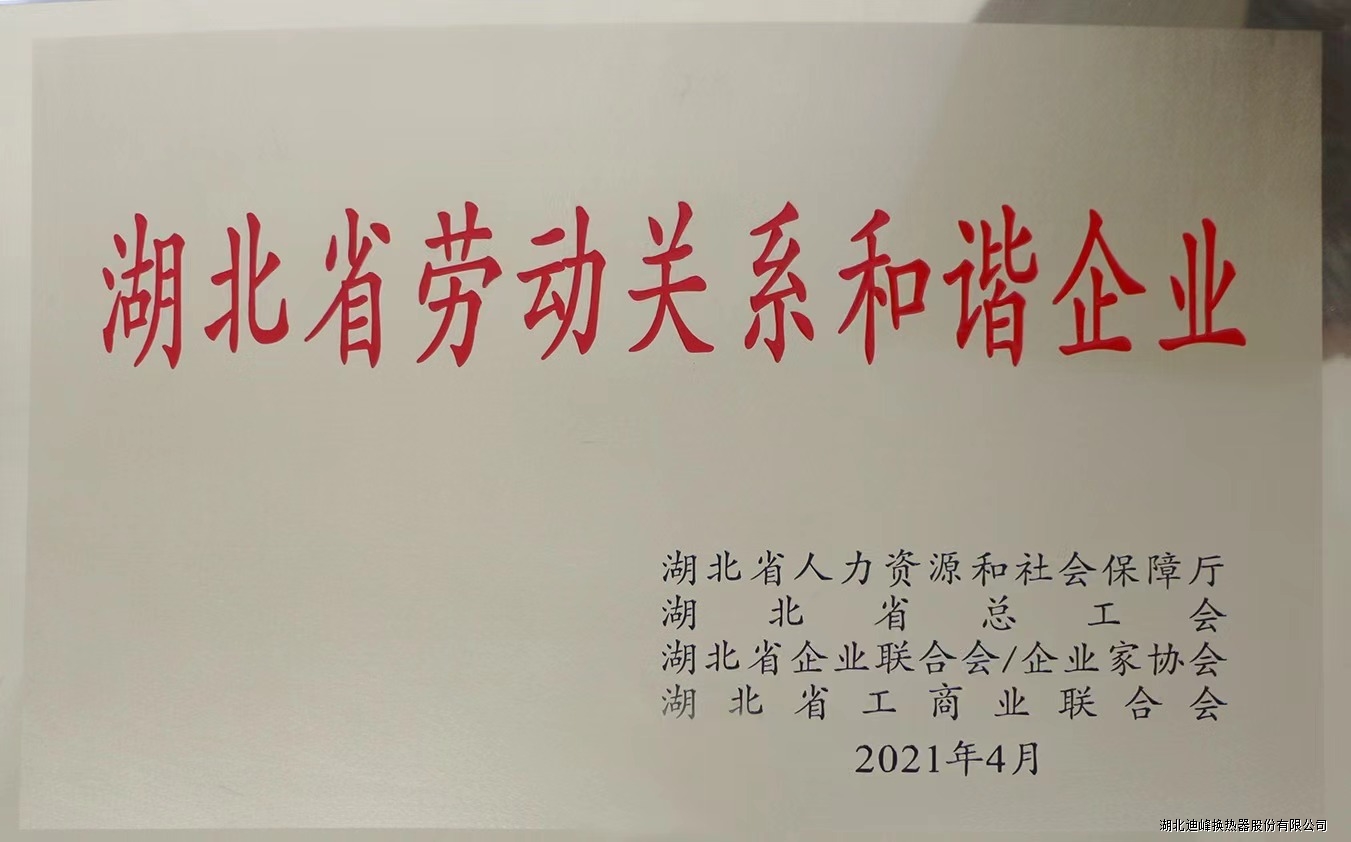 湖北省劳动关系和谐企业
湖北省人力资源和社会保障厅
湖北省总工会
湖北省企业联合会/企业家协会
湖北省工商业联合会
2021年4月
湖北迪峰换热器股份有限公司